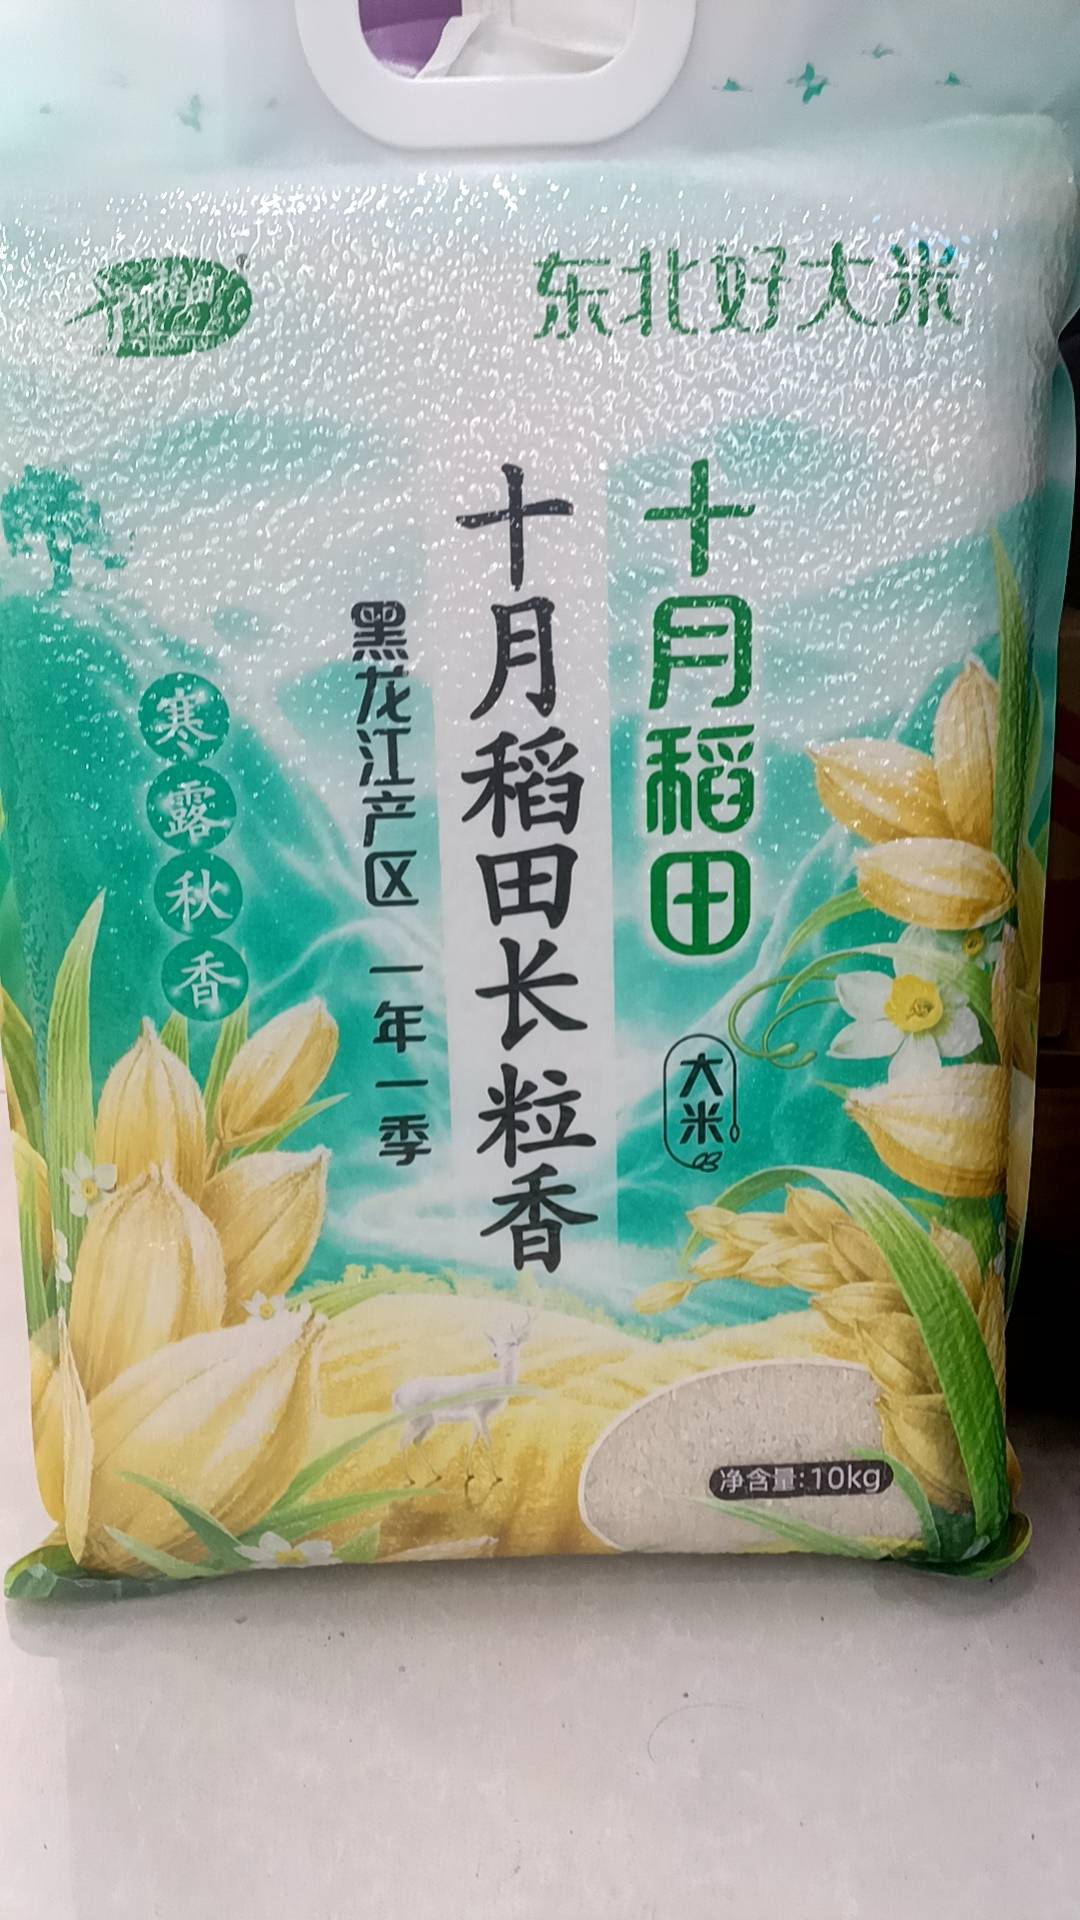 东北好大米
十月稻田
大米
十月稻田长粒香
黑龙江产区 一年一季
寒露秋香
净含量:10kg